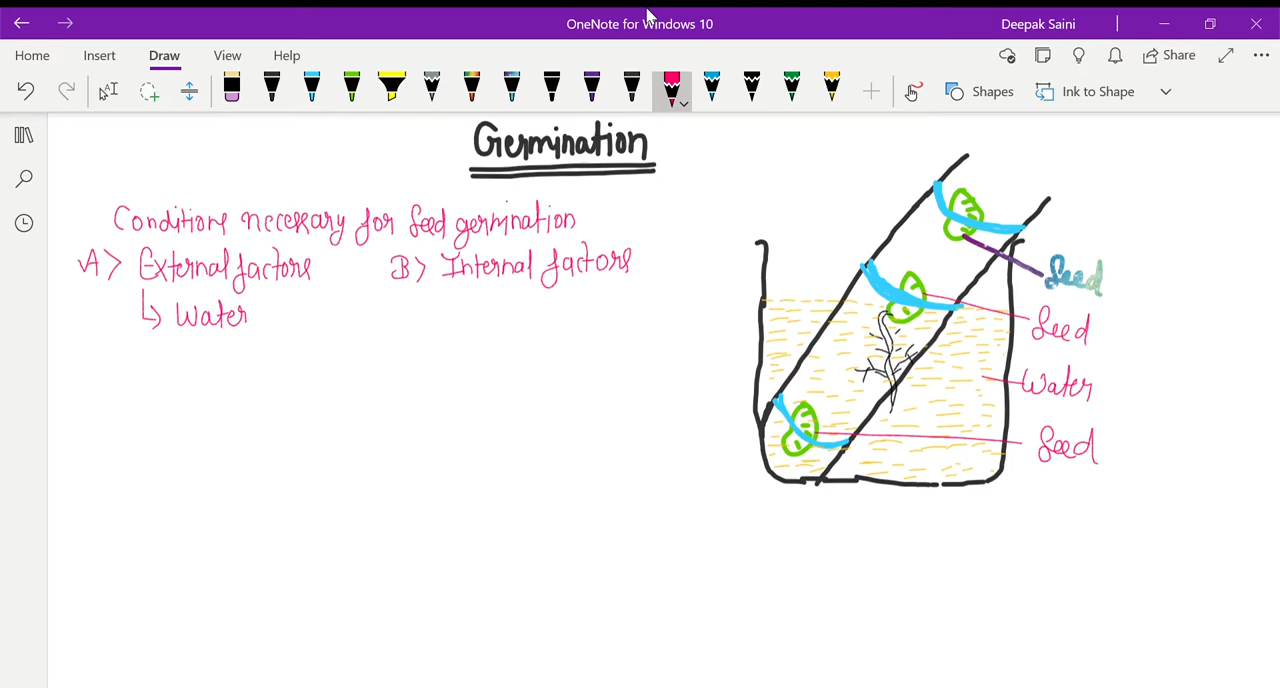 OneNote for Windows 10
Deepak Saini
Home Insert Draw View Help
Share
Shapes
Ink to Shape
Germination
Conditions necessary for Seed germination
A> External factors
B> Internal factors
Water
Seed
Seed
Water
Seed